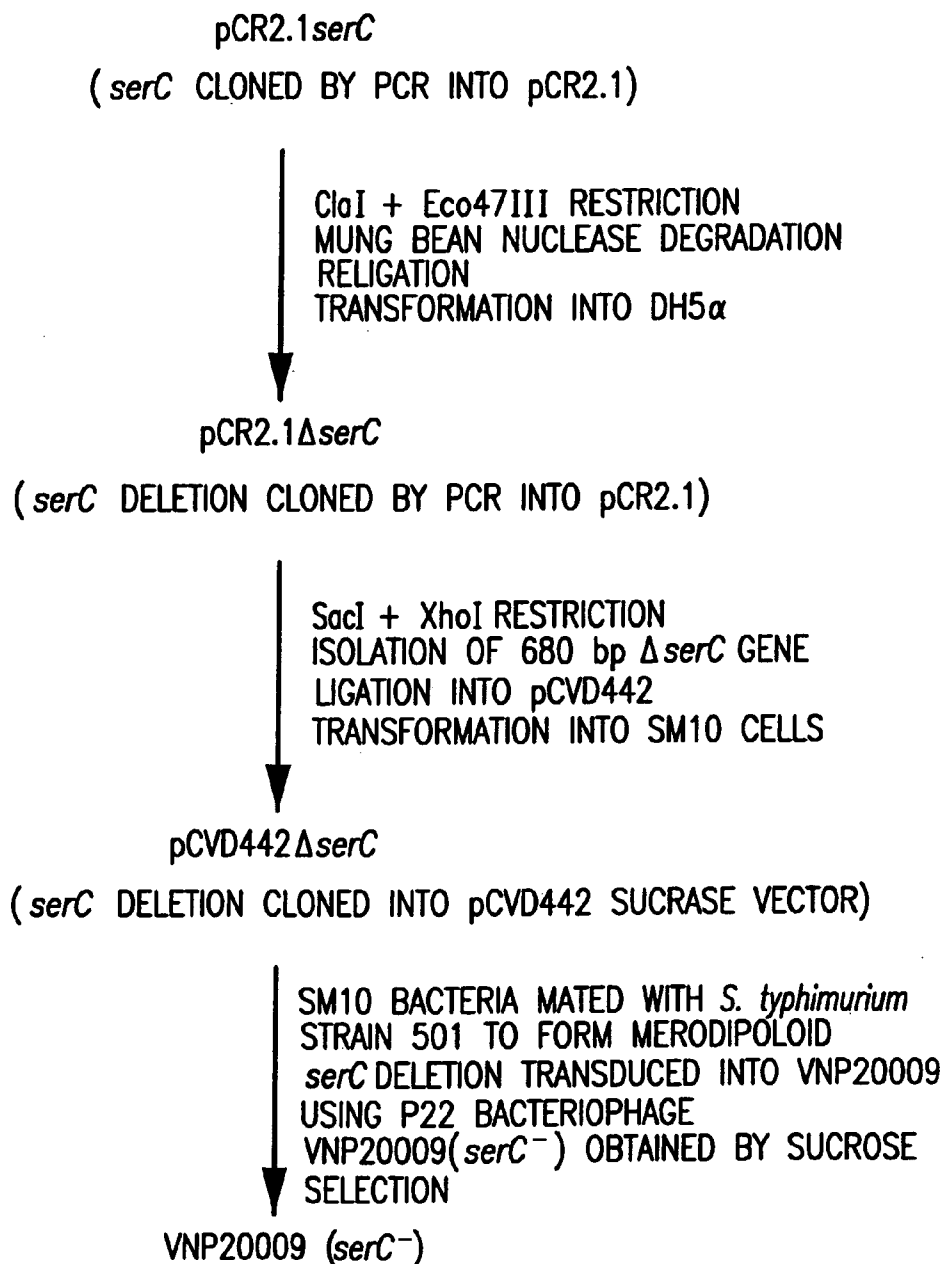 pCR2.1serC
(serC CLONED BY PCR INTO pCR2.1)
ClaI + Eco47III RESTRICTION
MUNG BEAN NUCLEASE DEGRADATION
RELIGATION
TRANSFORMATION INTO DH5α
pCR2.1ΔserC
(serC DELETION CLONED BY PCR INTO pCR2.1)
SacI + XhoI RESTRICTION
ISOLATION OF 680 bp ΔserC GENE
LIGATION INTO pCVD442
TRANSFORMATION INTO SM10 CELLS
pCVD442ΔserC
(serC DELETION CLONED INTO pCVD442 SUCRASE VECTOR)
SM10 BACTERIA MATED WITH S. typhimurium
STRAIN 501 TO FORM MERODIPOLOID
serC DELETION TRANSDUCED INTO VNP20009
USING P22 BACTERIOPHAGE
VNP20009(serC⁻) OBTAINED BY SUCROSE
SELECTION
VNP20009 (serC⁻)